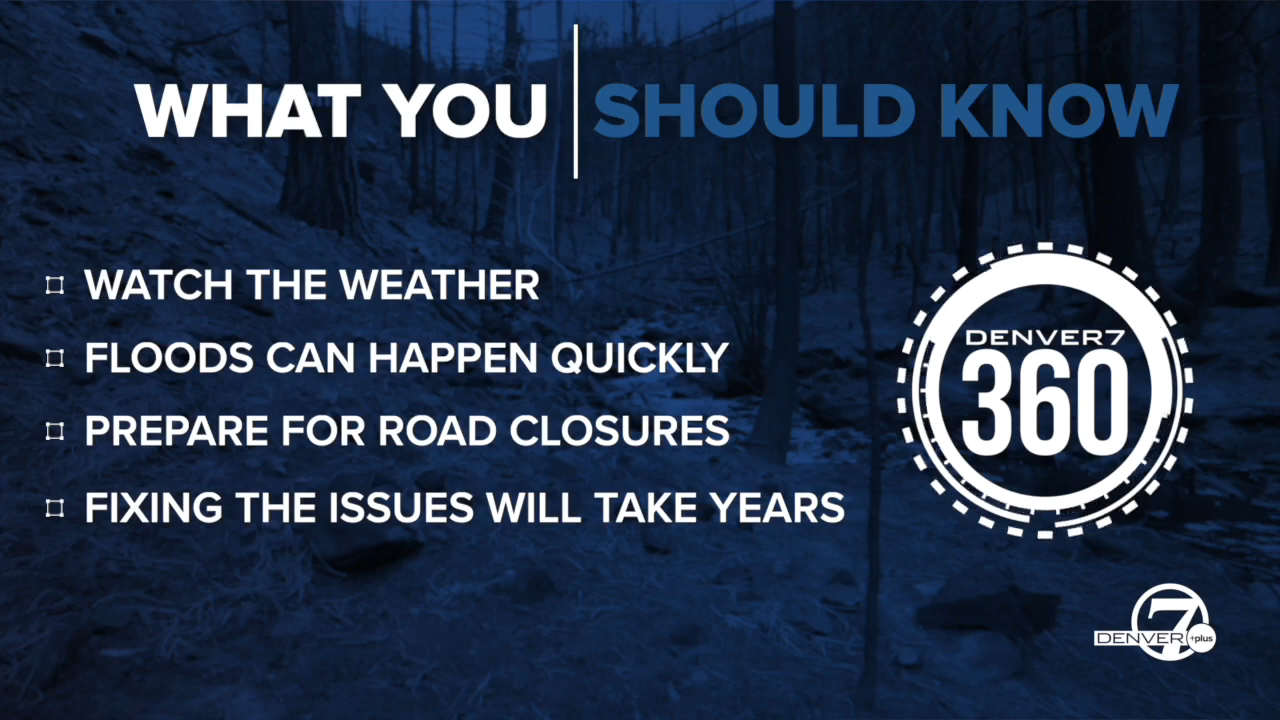 WHAT YOU SHOULD KNOW
WATCH THE WEATHER
FLOODS CAN HAPPEN QUICKLY
PREPARE FOR ROAD CLOSURES
FIXING THE ISSUES WILL TAKE YEARS
DENVER7
360
7
DENVER +plus